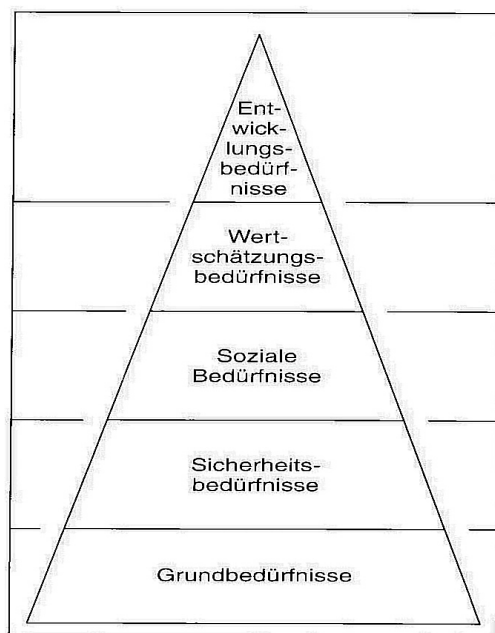 Ent-
wick-
lungs-
bedürf-
nisse
Wert-
schätzungs-
bedürfnisse
Soziale
Bedürfnisse
Sicherheits-
bedürfnisse
Grundbedürfnisse